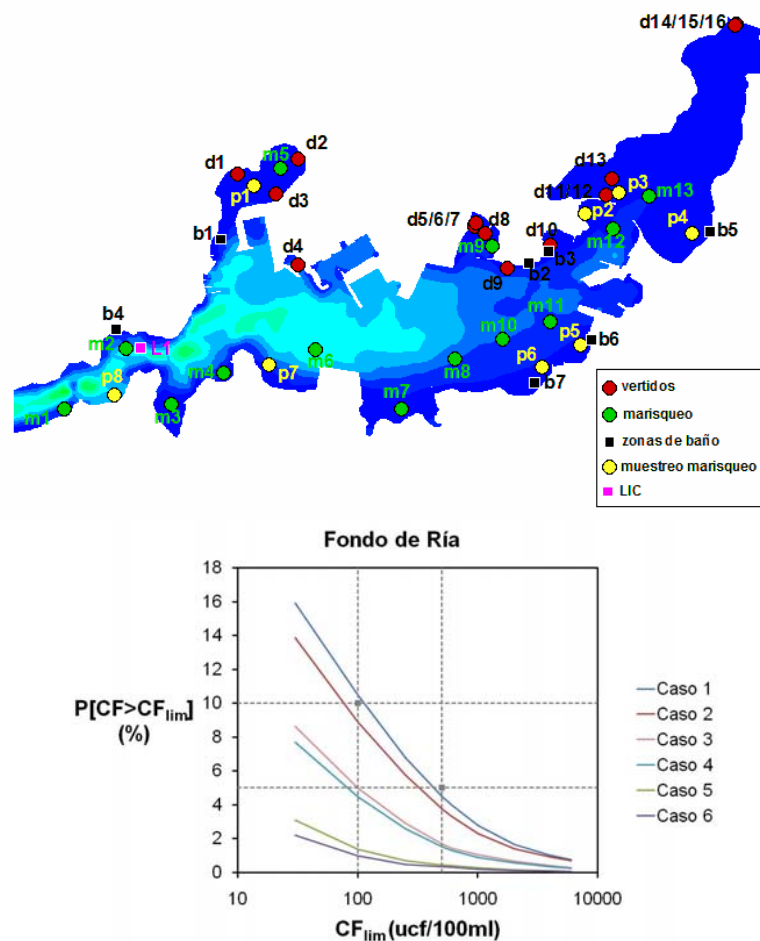 d14/15/16
d2
d1
m5
d13
p3
p1
d11/12
m13
d3
d5/6/7
d8
p2
p4
b5
b1
d10
m12
m9
b3
d4
b2
d9
m11
b4
m10
p5
b6
m2
L1
m6
p6
m8
vertidos
p8
m4
p7
b7
marisqueo
m1
m3
m7
zonas de baño
muestreo marisqueo
LIC
Fondo de Ría
18
16
14
12
10
8
6
4
2
0
P[CF>CFlim]
(%)
Caso 1
Caso 2
Caso 3
Caso 4
Caso 5
Caso 6
10 100 1000 10000
CFlim (ucf/100ml)